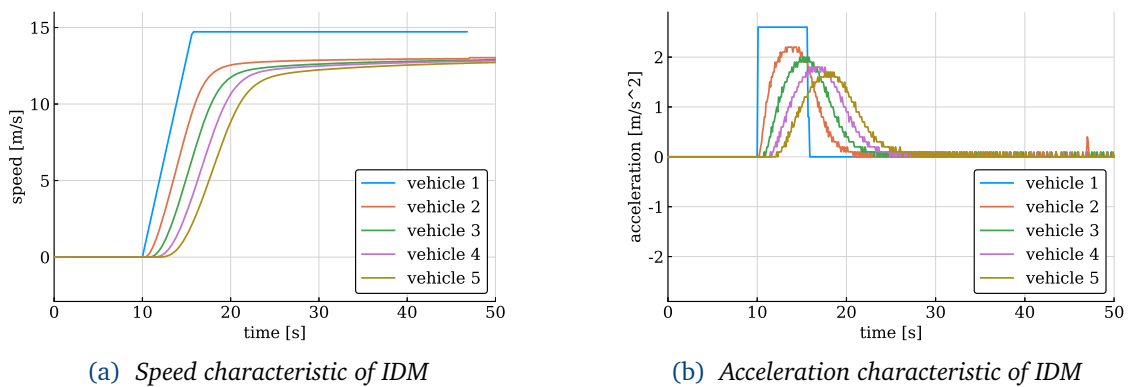 15
10
5
0
speed [m/s]
0
10
20
30
40
50
time [s]
vehicle 1
vehicle 2
vehicle 3
vehicle 4
vehicle 5
(a) Speed characteristic of IDM
2
1
0
-1
-2
acceleration [m/s^2]
0
10
20
30
40
50
time [s]
vehicle 1
vehicle 2
vehicle 3
vehicle 4
vehicle 5
(b) Acceleration characteristic of IDM